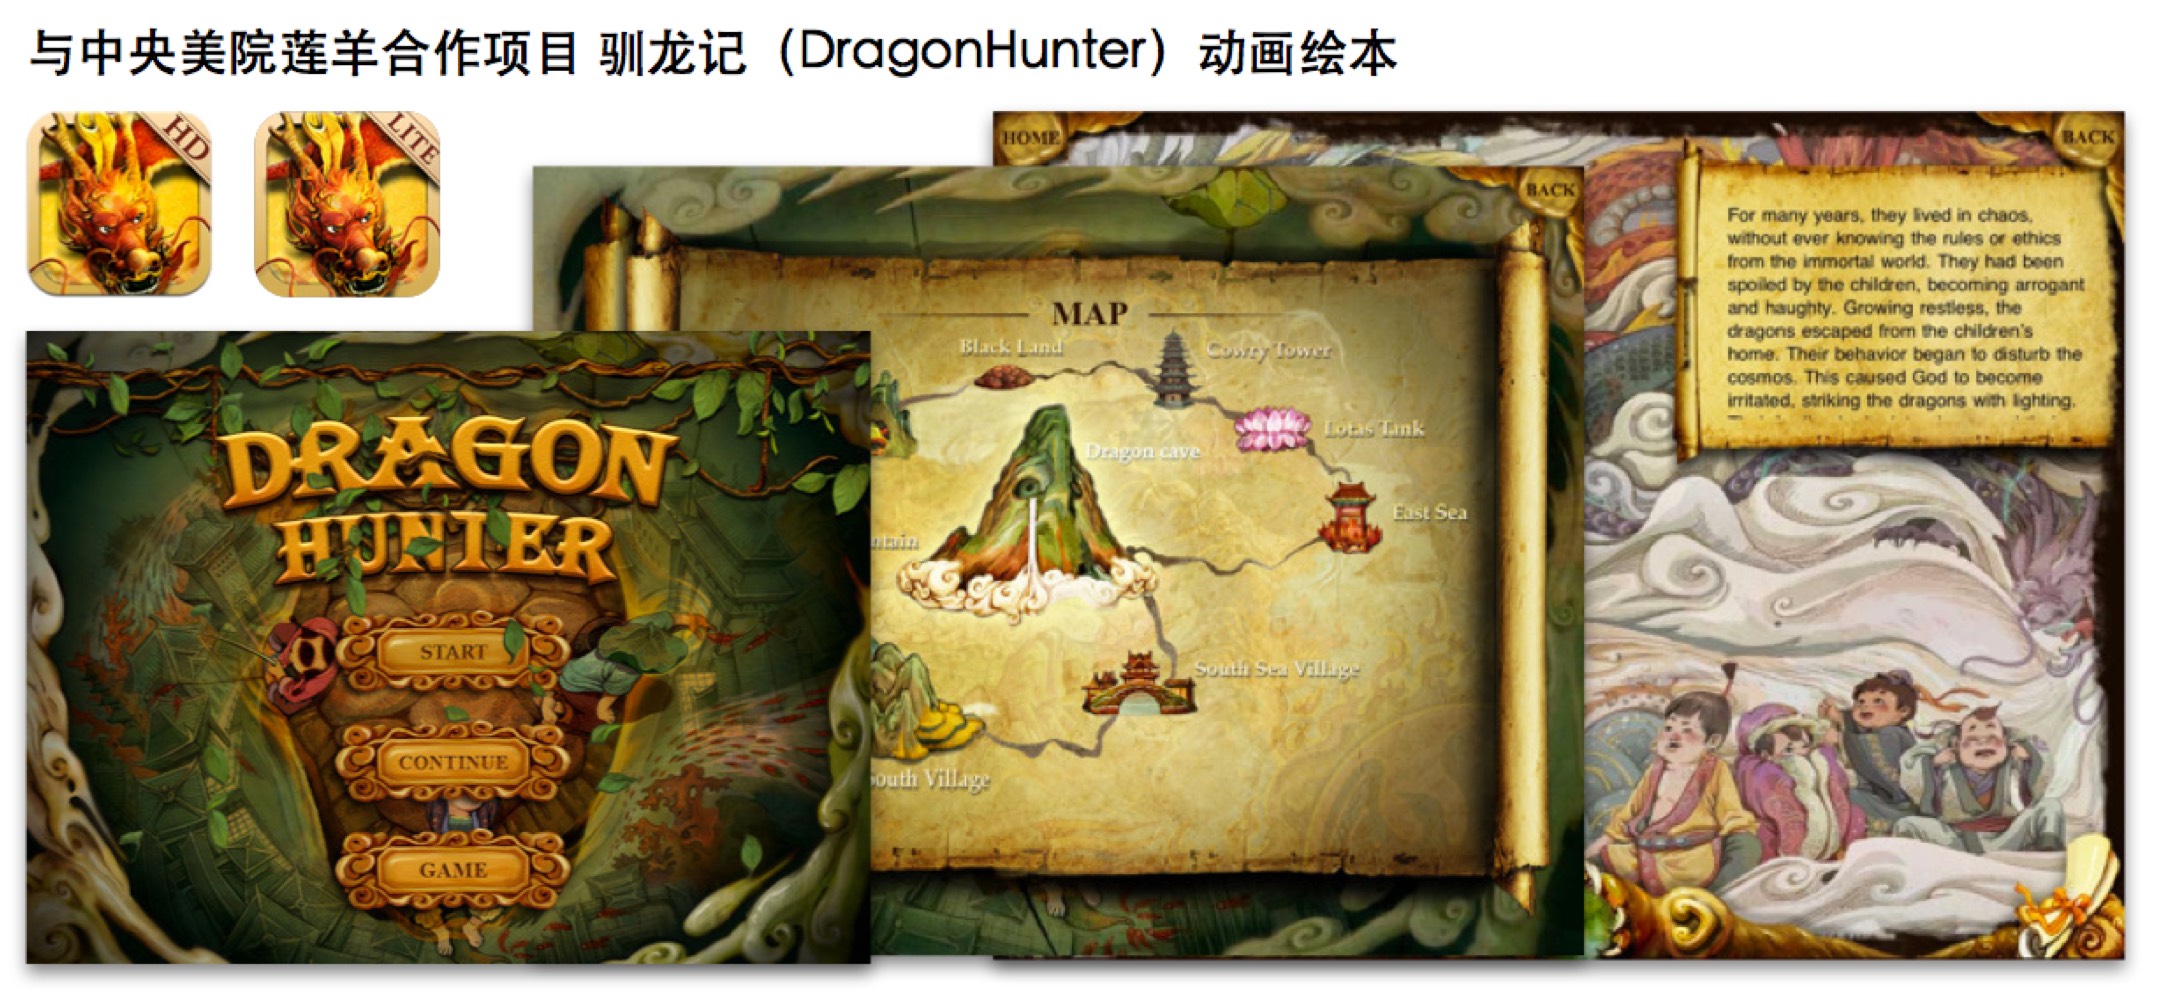 与中央美院莲羊合作项目 驯龙记（DragonHunter）动画绘本
HD
LITE
DRAGON
HUNTER
START
CONTINUE
GAME
BACK
MAP
Black Land
Cowry Tower
Lotas Tank
Dragon cave
East Sea
South Sea Village
South Village
HOME
BACK
For many years, they lived in chaos,
without ever knowing the rules or ethics
from the immortal world. They had been
spoiled by the children, becoming arrogant
and haughty. Growing restless, the
dragons escaped from the children's
home. Their behavior began to disturb the
cosmos. This caused God to become
irritated, striking the dragons with lighting.